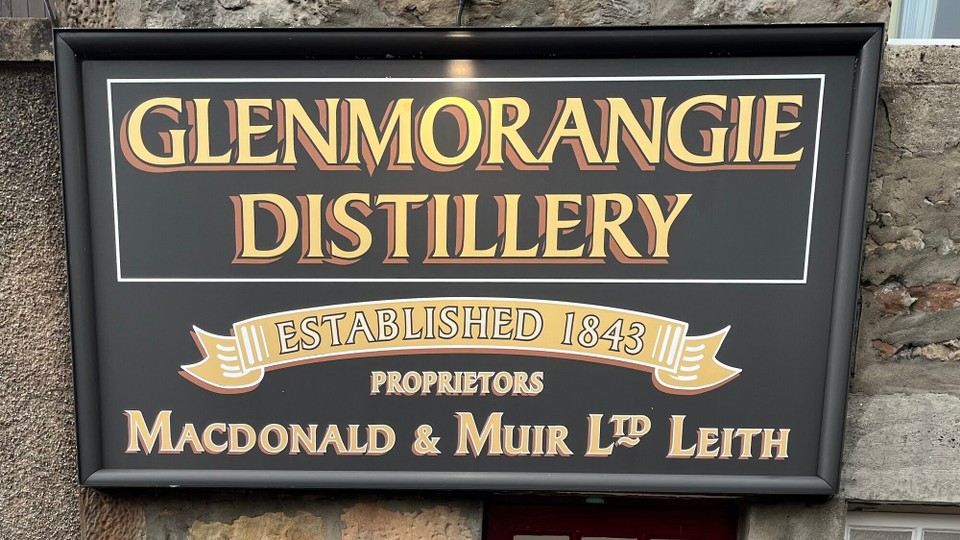 GLENMORANGIE
DISTILLERY
ESTABLISHED 1843
PROPRIETORS
MACDONALD & MUIR LTD LEITH